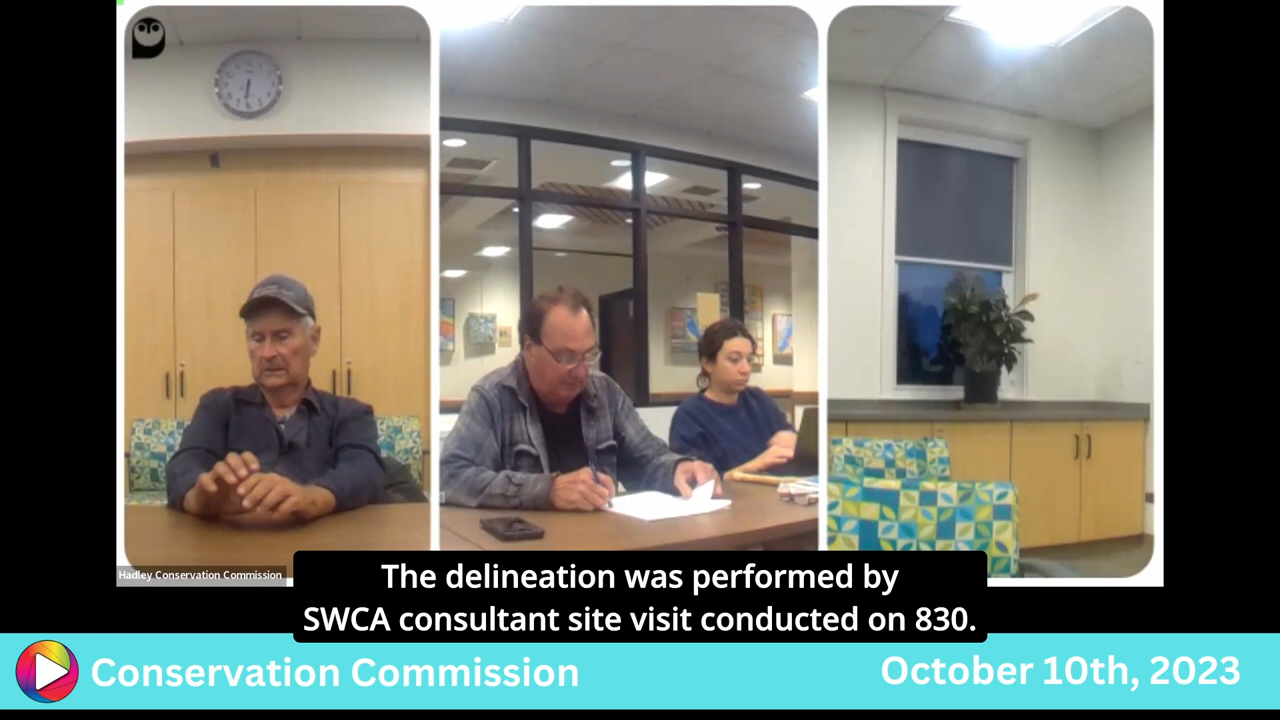 Hadley Conservation Commission
The delineation was performed by
SWCA consultant site visit conducted on 830.
Conservation Commission
October 10th, 2023